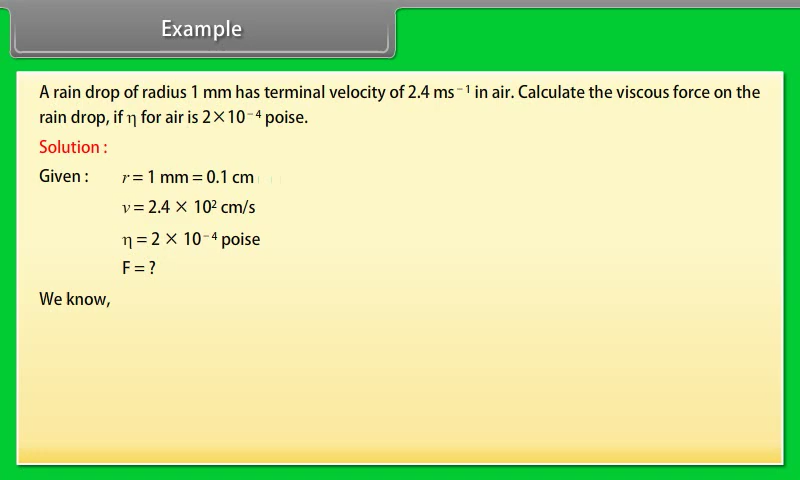 Example
A rain drop of radius 1 mm has terminal velocity of 2.4 ms⁻¹ in air. Calculate the viscous force on the
rain drop, if η for air is 2×10⁻⁴ poise.
Solution :
Given : r = 1 mm = 0.1 cm
v = 2.4 × 10² cm/s
η = 2 × 10⁻⁴ poise
F = ?
We know,